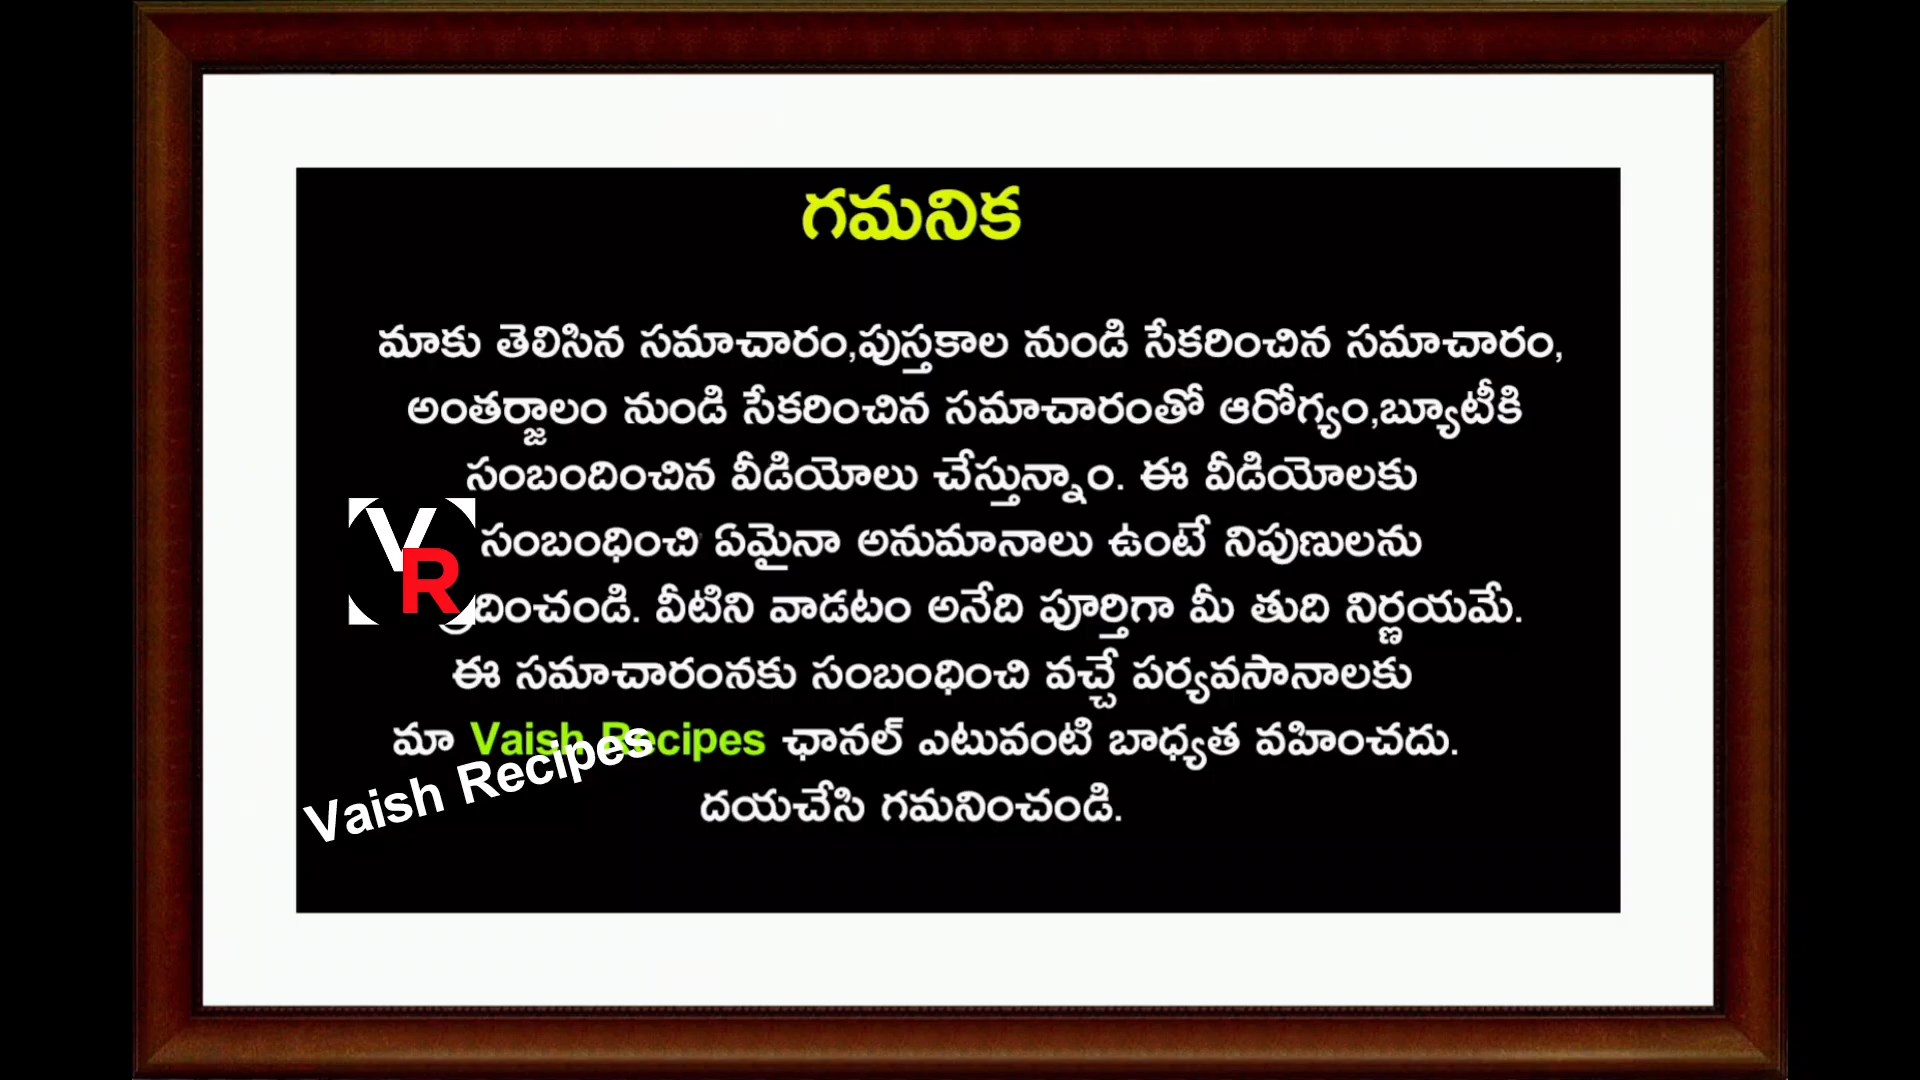 గమనిక
మాకు తెలిసిన సమాచారం,పుస్తకాల నుండి సేకరించిన సమాచారం,
అంతర్జాలం నుండి సేకరించిన సమాచారంతో ఆరోగ్యం,బ్యూటీకి
సంబందించిన వీడియోలు చేస్తున్నాం. ఈ వీడియోలకు
సంబంధించి ఏమైనా అనుమానాలు ఉంటే నిపుణులను
వీటిని వాడటం అనేది పూర్తిగా మీ తుది నిర్ణయమే.
ఈ సమాచారంనకు సంబంధించి వచ్చే పర్యవసానాలకు
మా Vaish Recipes ఛానల్ ఎటువంటి బాధ్యత వహించదు.
దయచేసి గమనించండి.
VR
Vaish Recipes